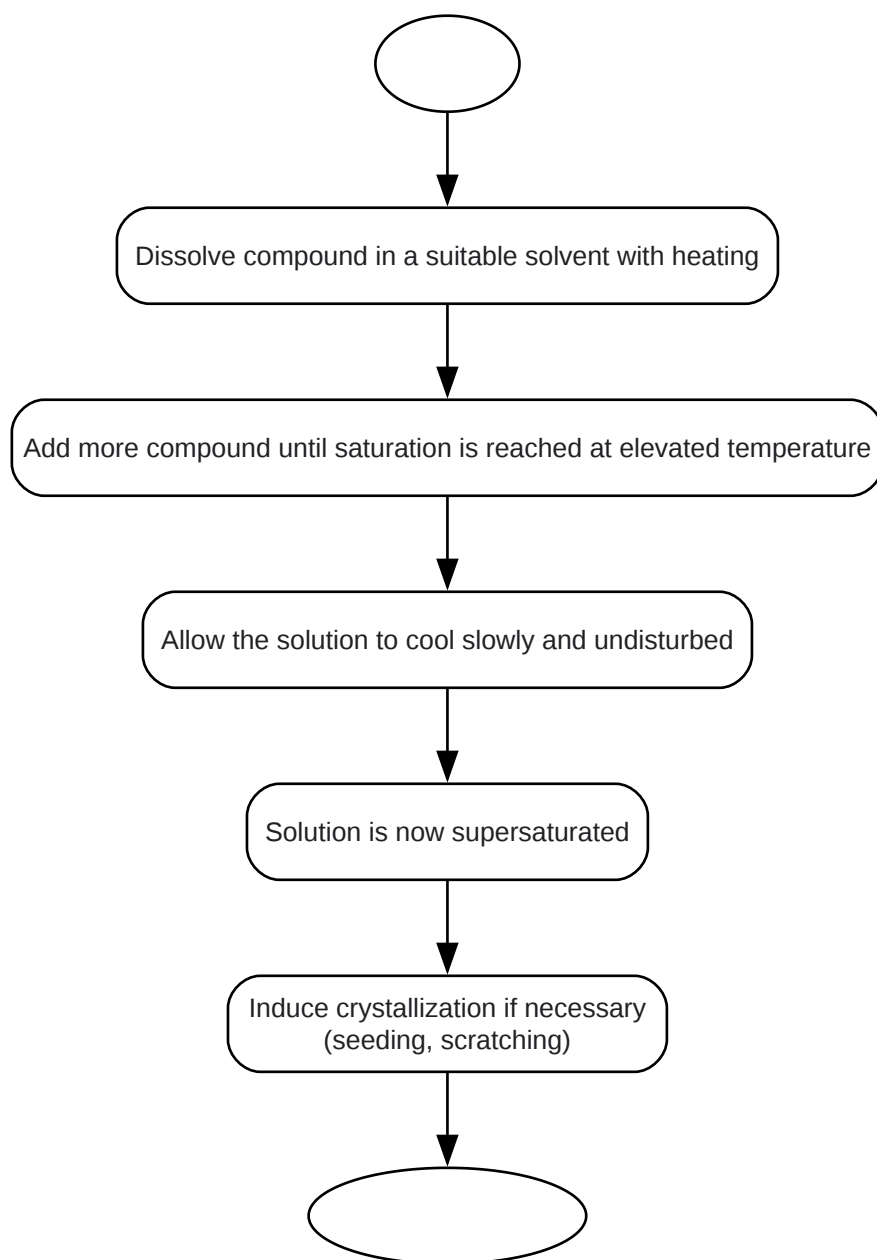 Dissolve compound in a suitable solvent with heating
Add more compound until saturation is reached at elevated temperature
Allow the solution to cool slowly and undisturbed
Solution is now supersaturated
Induce crystallization if necessary
(seeding, scratching)